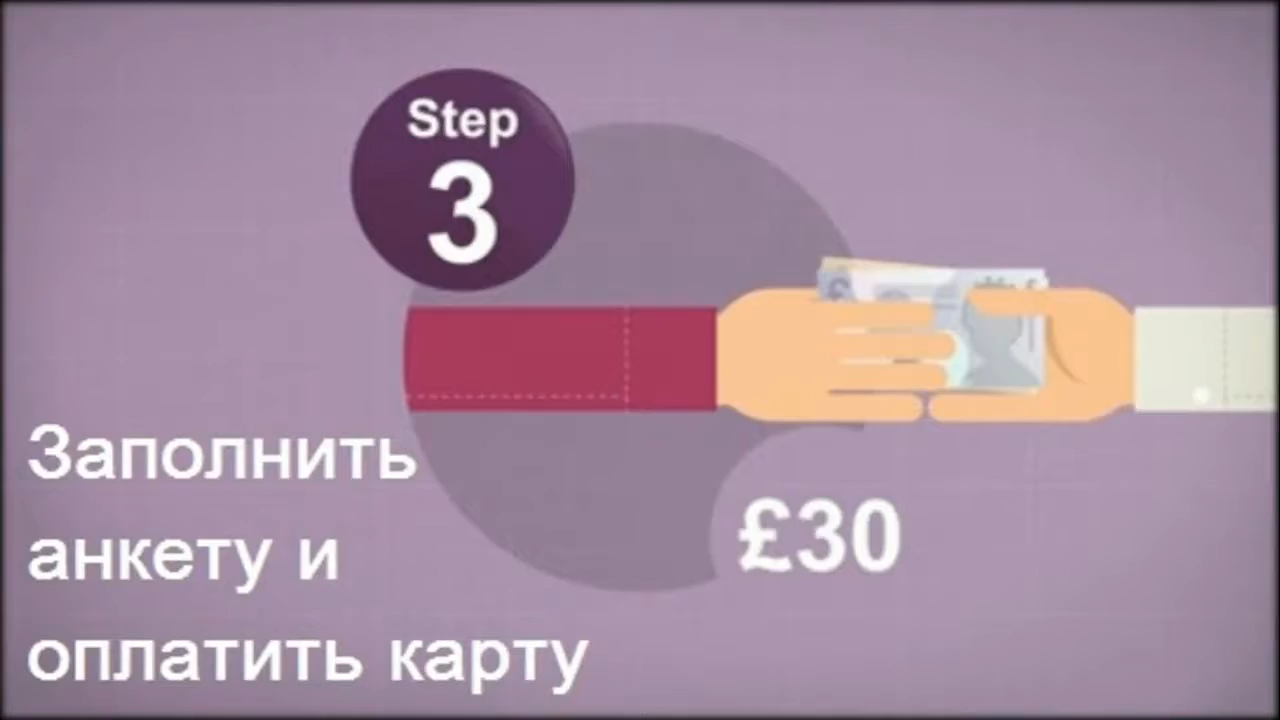 Step
3
Заполнить
анкету и
оплатить карту
£30